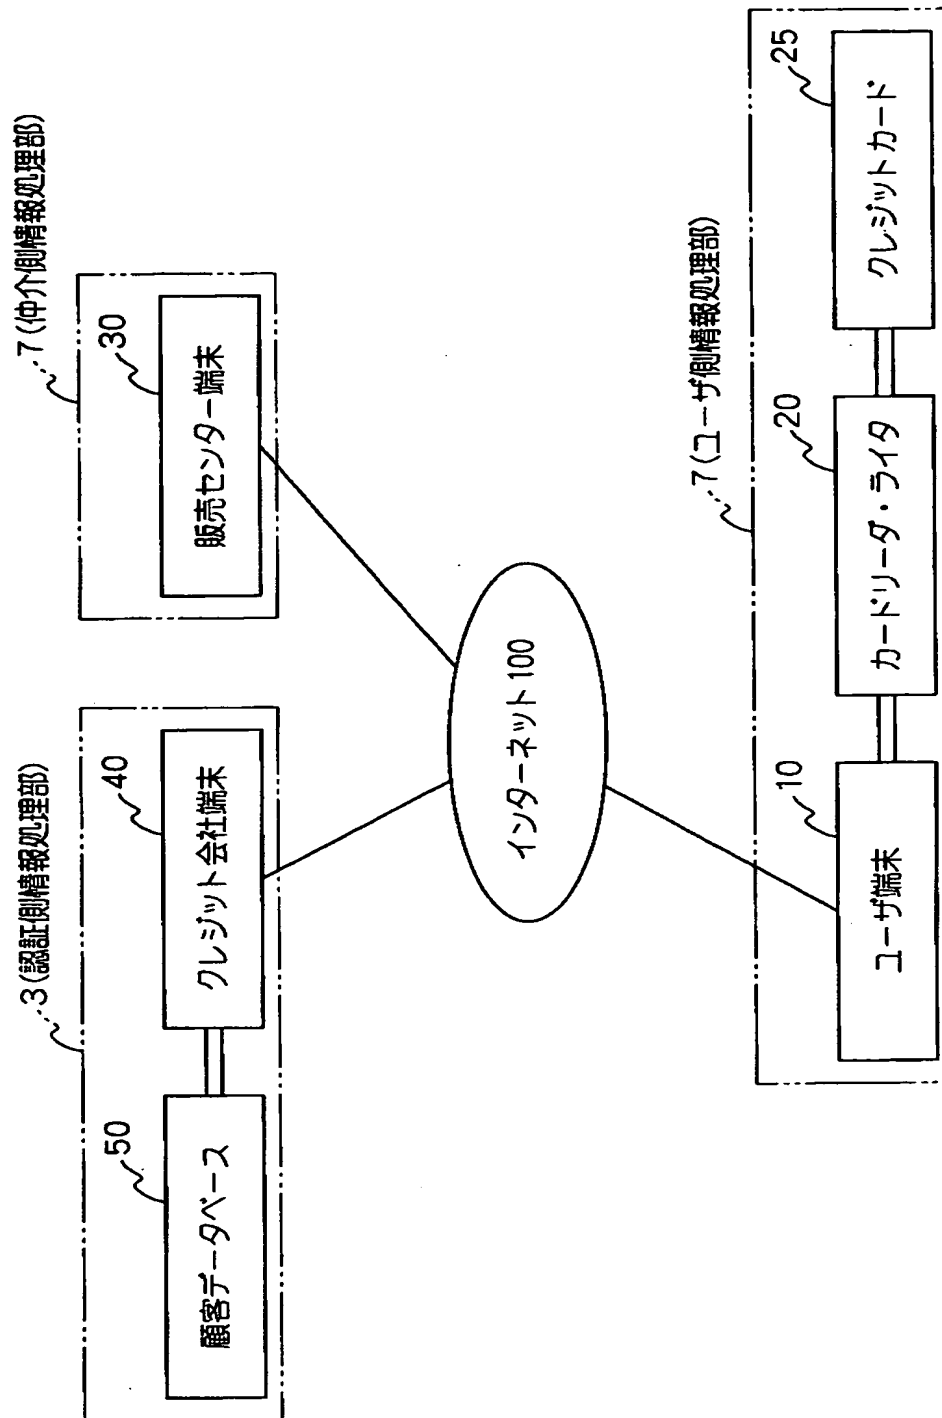 3(認証側情報処理部)
50
顧客データベース
40
クレジット会社端末
7(仲介側情報処理部)
30
販売センター端末
インターネット100
7(ユーザ側情報処理部)
10
ユーザ端末
20
カードリーダ・ライタ
25
クレジットカード